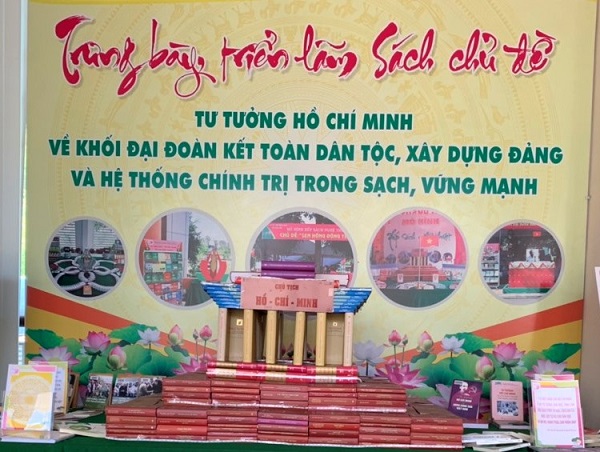 Trưng bày, triển lãm Sách chủ đề
TƯ TƯỞNG HỒ CHÍ MINH
VỀ KHỐI ĐẠI ĐOÀN KẾT TOÀN DÂN TỘC, XÂY DỰNG ĐẢNG
VÀ HỆ THỐNG CHÍNH TRỊ TRONG SẠCH, VỮNG MẠNH
CHỦ TỊCH
HỒ - CHÍ - MINH